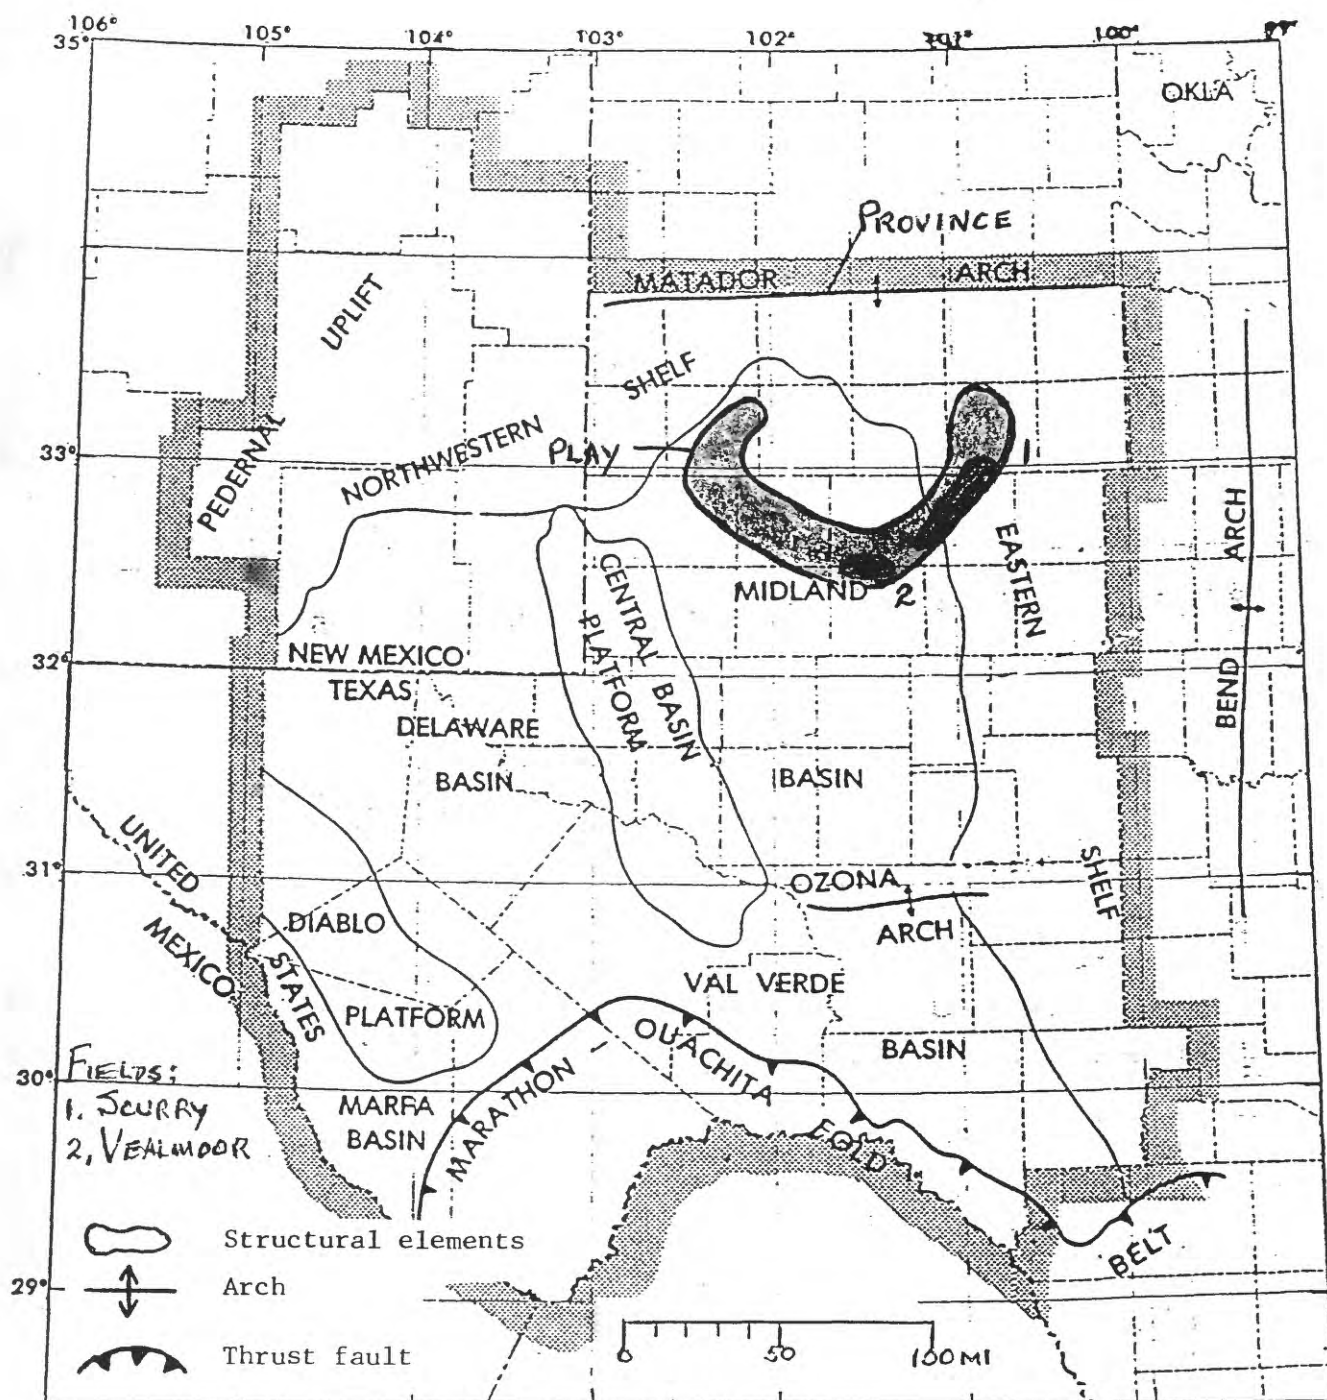 106° 105° 104° 103° 102° 101° 100° 99°
35°
OKLA
PROVINCE
MATADOR ARCH
UPLIFT
SHELF
PEDERNAL
33°
NORTHWESTERN
PLAY
1
EASTERN
ARCH
CENTRAL BASIN
PLATFORM
MIDLAND 2
32°
NEW MEXICO
TEXAS
BEND
DELAWARE
BASIN
BASIN
UNITED
31°
OZONA
SHELF
DIABLO
ARCH
MEXICO
STATES
VAL VERDE
PLATFORM
OUACHITA
BASIN
30°
FIELDS:
1. SCURRY
2, VEALMOOR
MARFA
BASIN
MARATHON
FOLD
BELT
Structural elements
29°
Arch
Thrust fault
0 50 100 MI